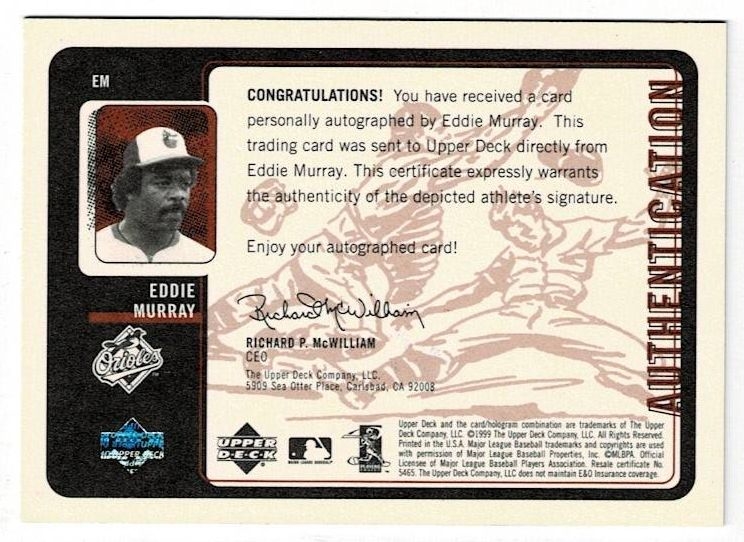 EM
CONGRATULATIONS! You have received a card
personally autographed by Eddie Murray. This
trading card was sent to Upper Deck directly from
Eddie Murray. This certificate expressly warrants
the authenticity of the depicted athlete's signature.
Enjoy your autographed card!
AUTHENTICATION
EDDIE
MURRAY
Orioles
Richard McWilliam
RICHARD P. McWILLIAM
CEO
The Upper Deck Company, LLC.
5909 Sea Otter Place, Carlsbad, CA 92008
UPPER
DECK
MAJOR LEAGUE BASEBALL
PLAYERS
Upper Deck and the card/hologram combination are trademarks of The Upper
Deck Company, LLC. ©1999 The Upper Deck Company, LLC. All Rights Reserved.
Printed in the U.S.A. Major League Baseball trademarks and copyrights are used
with permission of Major League Baseball Properties, Inc. ©MLBPA. Official
Licensee of Major League Baseball Players Association. Resale certificate No.
5465. The Upper Deck Company, LLC does not maintain E&O Insurance coverage.